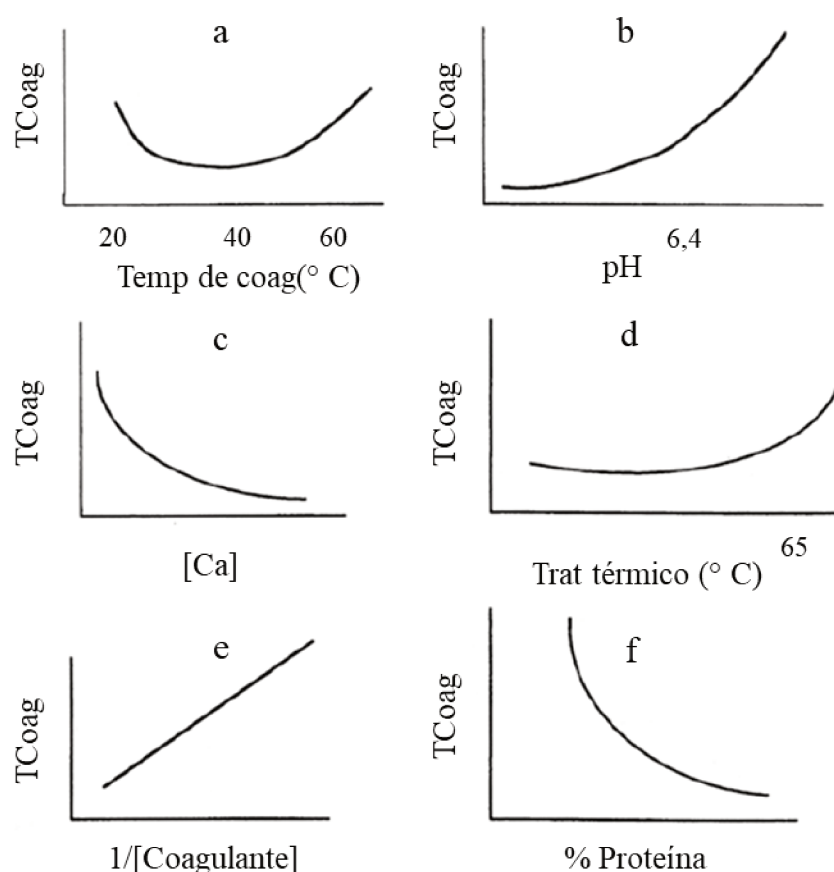 a
TCoag
20 40 60
Temp de coag(° C)
b
TCoag
6,4
pH
c
TCoag
[Ca]
d
TCoag
65
Trat térmico (° C)
e
TCoag
1/[Coagulante]
f
TCoag
% Proteína